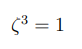 ζ³ = 1